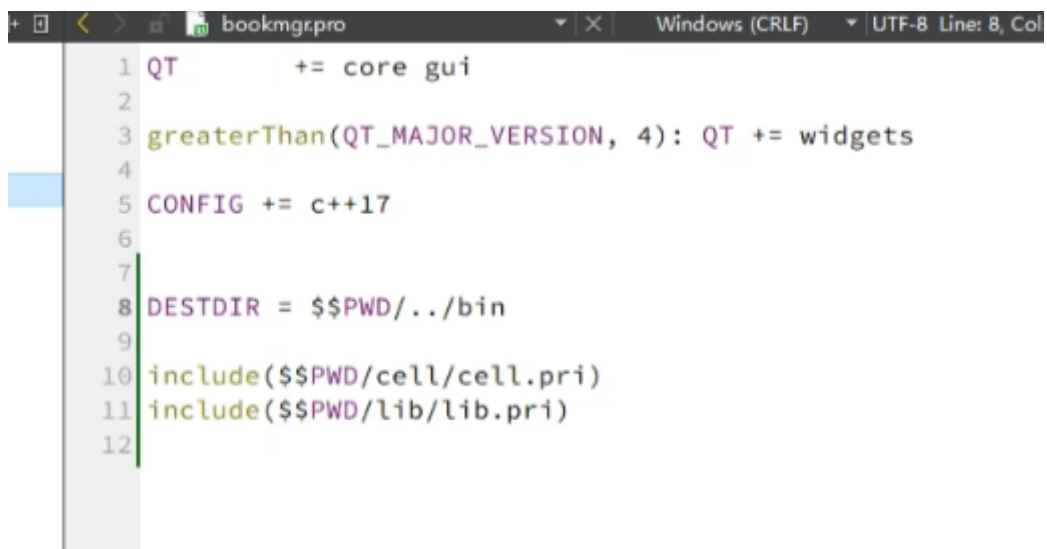 bookmgr.pro Windows (CRLF) UTF-8 Line: 8, Col:
1 QT += core gui
2
3 greaterThan(QT_MAJOR_VERSION, 4): QT += widgets
4
5 CONFIG += c++17
6
7
8 DESTDIR = $$PWD/../bin
9
10 include($$PWD/cell/cell.pri)
11 include($$PWD/lib/lib.pri)
12